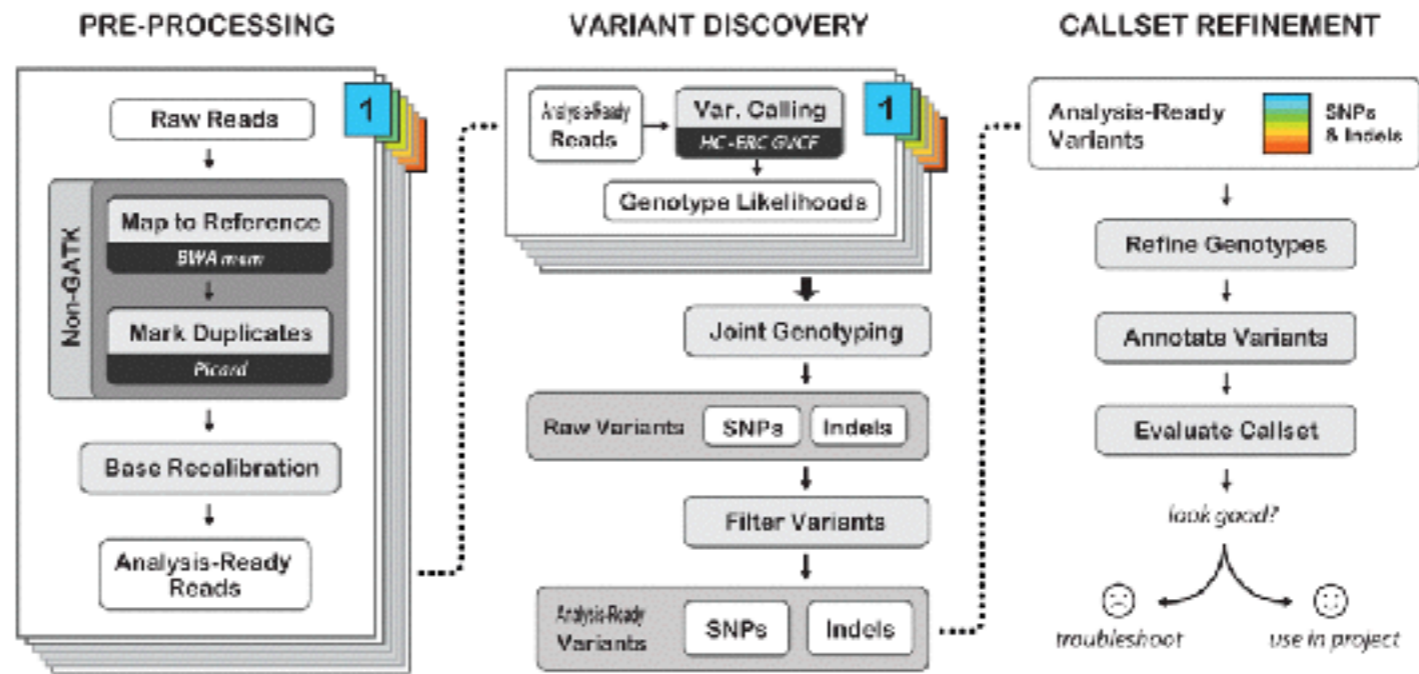 PRE-PROCESSING
1
Raw Reads
Non-GATK
Map to Reference
BWA mem
Mark Duplicates
Picard
Base Recalibration
Analysis-Ready
Reads
VARIANT DISCOVERY
1
Analysis-Ready
Reads
Var. Calling
HC -ERC GVCF
Genotype Likelihoods
Joint Genotyping
Raw Variants
SNPs
Indels
Filter Variants
Analysis-Ready
Variants
SNPs
Indels
CALLSET REFINEMENT
Analysis-Ready
Variants
SNPs
& Indels
Refine Genotypes
Annotate Variants
Evaluate Callset
look good?
troubleshoot
use in project